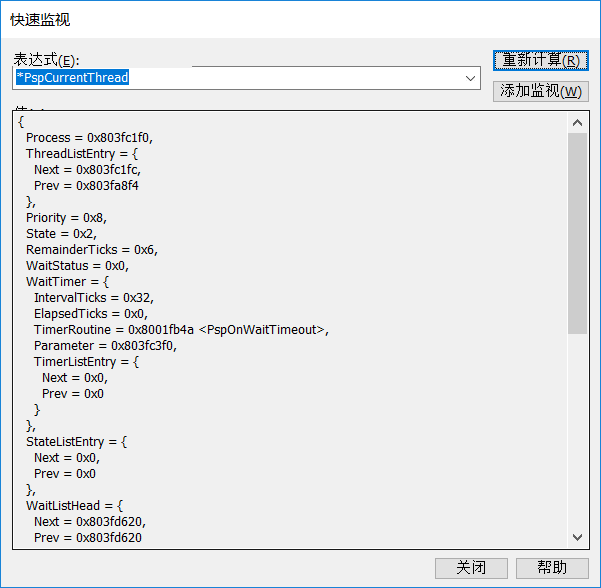 快速监视
表达式(E):
重新计算(R)
*PspCurrentThread
添加监视(W)
{
Process = 0x803fc1f0,
ThreadListEntry = {
Next = 0x803fc1fc,
Prev = 0x803fa8f4
},
Priority = 0x8,
State = 0x2,
RemainderTicks = 0x6,
WaitStatus = 0x0,
WaitTimer = {
IntervalTicks = 0x32,
ElapsedTicks = 0x0,
TimerRoutine = 0x8001fb4a <PspOnWaitTimeout>,
Parameter = 0x803fc3f0,
TimerListEntry = {
Next = 0x0,
Prev = 0x0
}
},
StateListEntry = {
Next = 0x0,
Prev = 0x0
},
WaitListHead = {
Next = 0x803fd620,
Prev = 0x803fd620
关闭
帮助